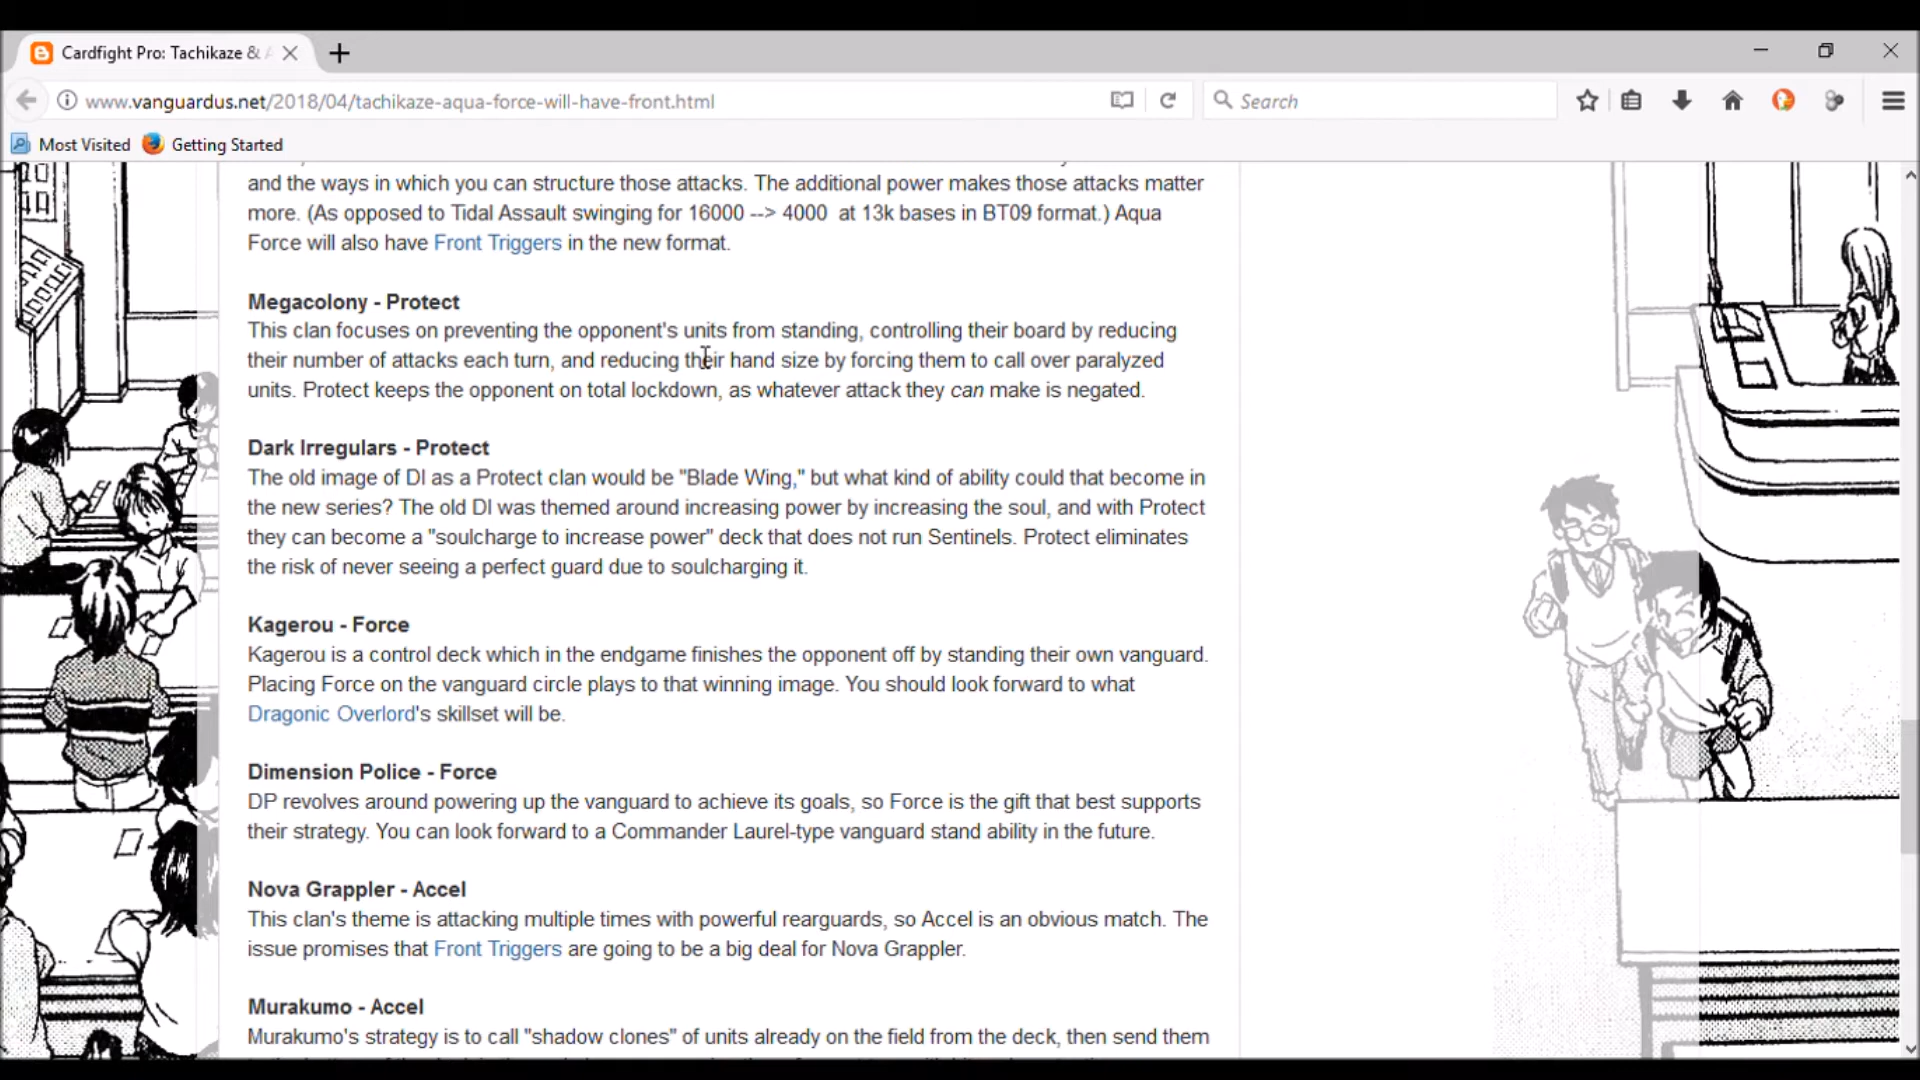 Cardfight Pro: Tachikaze &
www.vanguardus.net/2018/04/tachikaze-aqua-force-will-have-front.html
Search
Most Visited
Getting Started
and the ways in which you can structure those attacks. The additional power makes those attacks matter
more. (As opposed to Tidal Assault swinging for 16000 --> 4000 at 13k bases in BT09 format.) Aqua
Force will also have Front Triggers in the new format.
Megacolony - Protect
This clan focuses on preventing the opponent's units from standing, controlling their board by reducing
their number of attacks each turn, and reducing their hand size by forcing them to call over paralyzed
units. Protect keeps the opponent on total lockdown, as whatever attack they can make is negated.
Dark Irregulars - Protect
The old image of DI as a Protect clan would be "Blade Wing," but what kind of ability could that become in
the new series? The old DI was themed around increasing power by increasing the soul, and with Protect
they can become a "soulcharge to increase power" deck that does not run Sentinels. Protect eliminates
the risk of never seeing a perfect guard due to soulcharging it.
Kagerou - Force
Kagerou is a control deck which in the endgame finishes the opponent off by standing their own vanguard.
Placing Force on the vanguard circle plays to that winning image. You should look forward to what
Dragonic Overlord's skillset will be.
Dimension Police - Force
DP revolves around powering up the vanguard to achieve its goals, so Force is the gift that best supports
their strategy. You can look forward to a Commander Laurel-type vanguard stand ability in the future.
Nova Grappler - Accel
This clan's theme is attacking multiple times with powerful rearguards, so Accel is an obvious match. The
issue promises that Front Triggers are going to be a big deal for Nova Grappler.
Murakumo - Accel
Murakumo's strategy is to call "shadow clones" of units already on the field from the deck, then send them